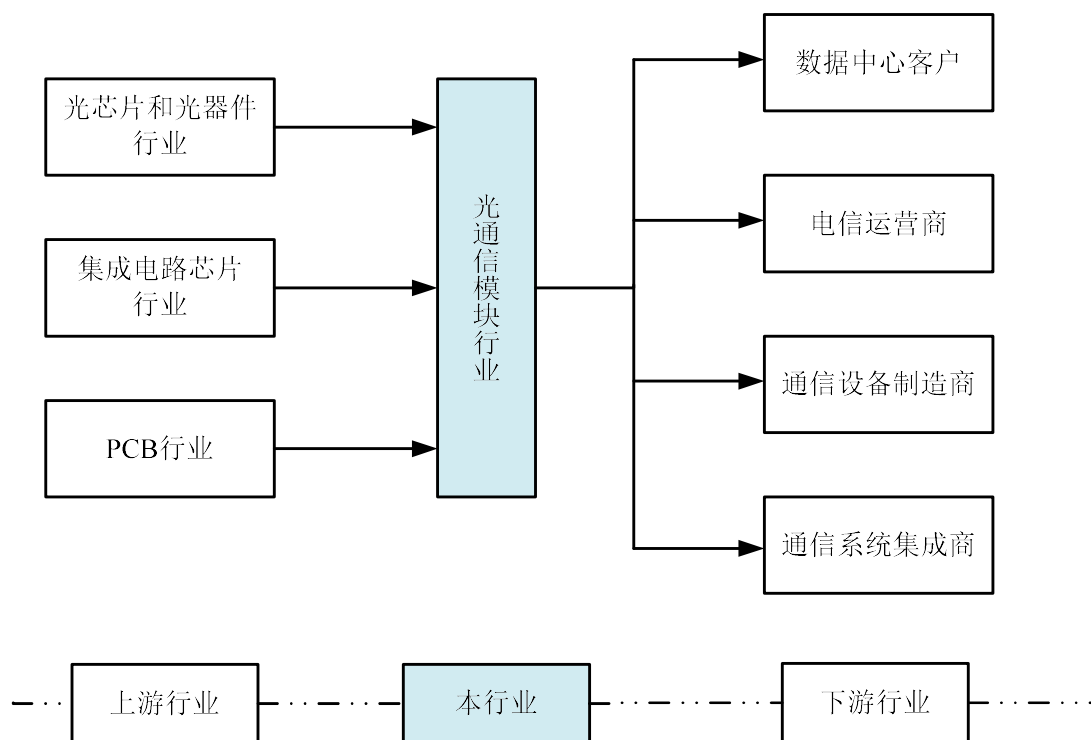 光芯片和光器件
行业
集成电路芯片
行业
PCB行业
光通信模块行业
数据中心客户
电信运营商
通信设备制造商
通信系统集成商
上游行业
本行业
下游行业